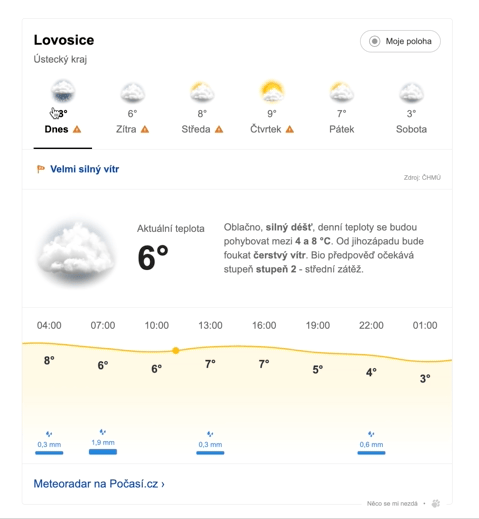 Lovosice
Moje poloha
Ústecký kraj
6° 8° 9° 7° 3°
Dnes Zítra Středa Čtvrtek Pátek Sobota
Velmi silný vítr
Zdroj: ČHMÚ
Aktuální teplota
6°
Oblačno, silný déšť, denní teploty se budou
pohybovat mezi 4 a 8 °C. Od jihozápadu bude
foukat čerstvý vítr. Bio předpověď očekává
stupeň stupeň 2 - střední zátěž.
04:00 07:00 10:00 13:00 16:00 19:00 22:00 01:00
8° 6° 6° 7° 7° 5° 4° 3°
0,3 mm 1,9 mm 0,3 mm 0,6 mm
Meteoradar na Počasí.cz ›
Něco se mi nezdá •